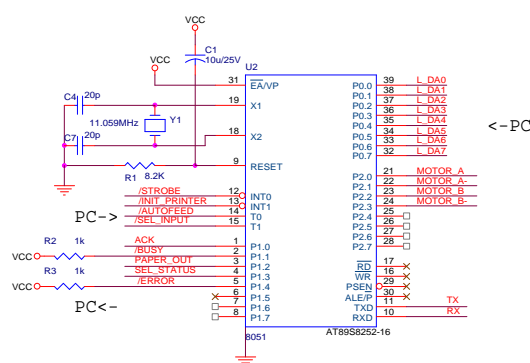 VCC
VCC C1
10u/25V
U2
C4 20p
11.059MHz Y1
C7 20p
R1 8.2K
31 EA/VP
19 X1
18 X2
9 RESET
P0.0 39 L_DA0
P0.1 38 L_DA1
P0.2 37 L_DA2
P0.3 36 L_DA3
P0.4 35 L_DA4
P0.5 34 L_DA5
P0.6 33 L_DA6
P0.7 32 L_DA7
<-PC
P2.0 21 MOTOR_A
P2.1 22 MOTOR_A-
P2.2 23 MOTOR_B
P2.3 24 MOTOR_B-
P2.4 25
P2.5 26
P2.6 27
P2.7 28
PC->
/STROBE 12 INT0
/INIT_PRINTER 13 INT1
/AUTOFEED 14 T0
/SEL_INPUT 15 T1
R2 1k
VCC
R3 1k
VCC
PC<-
ACK 1 P1.0
/BUSY 2 P1.1
PAPER_OUT 3 P1.2
SEL_STATUS 4 P1.3
/ERROR 5 P1.4
6 P1.5
7 P1.6
8 P1.7
RD 17
WR 16
PSEN 29
ALE/P 30
TXD 11 TX
RXD 10 RX
8051
AT89S8252-16